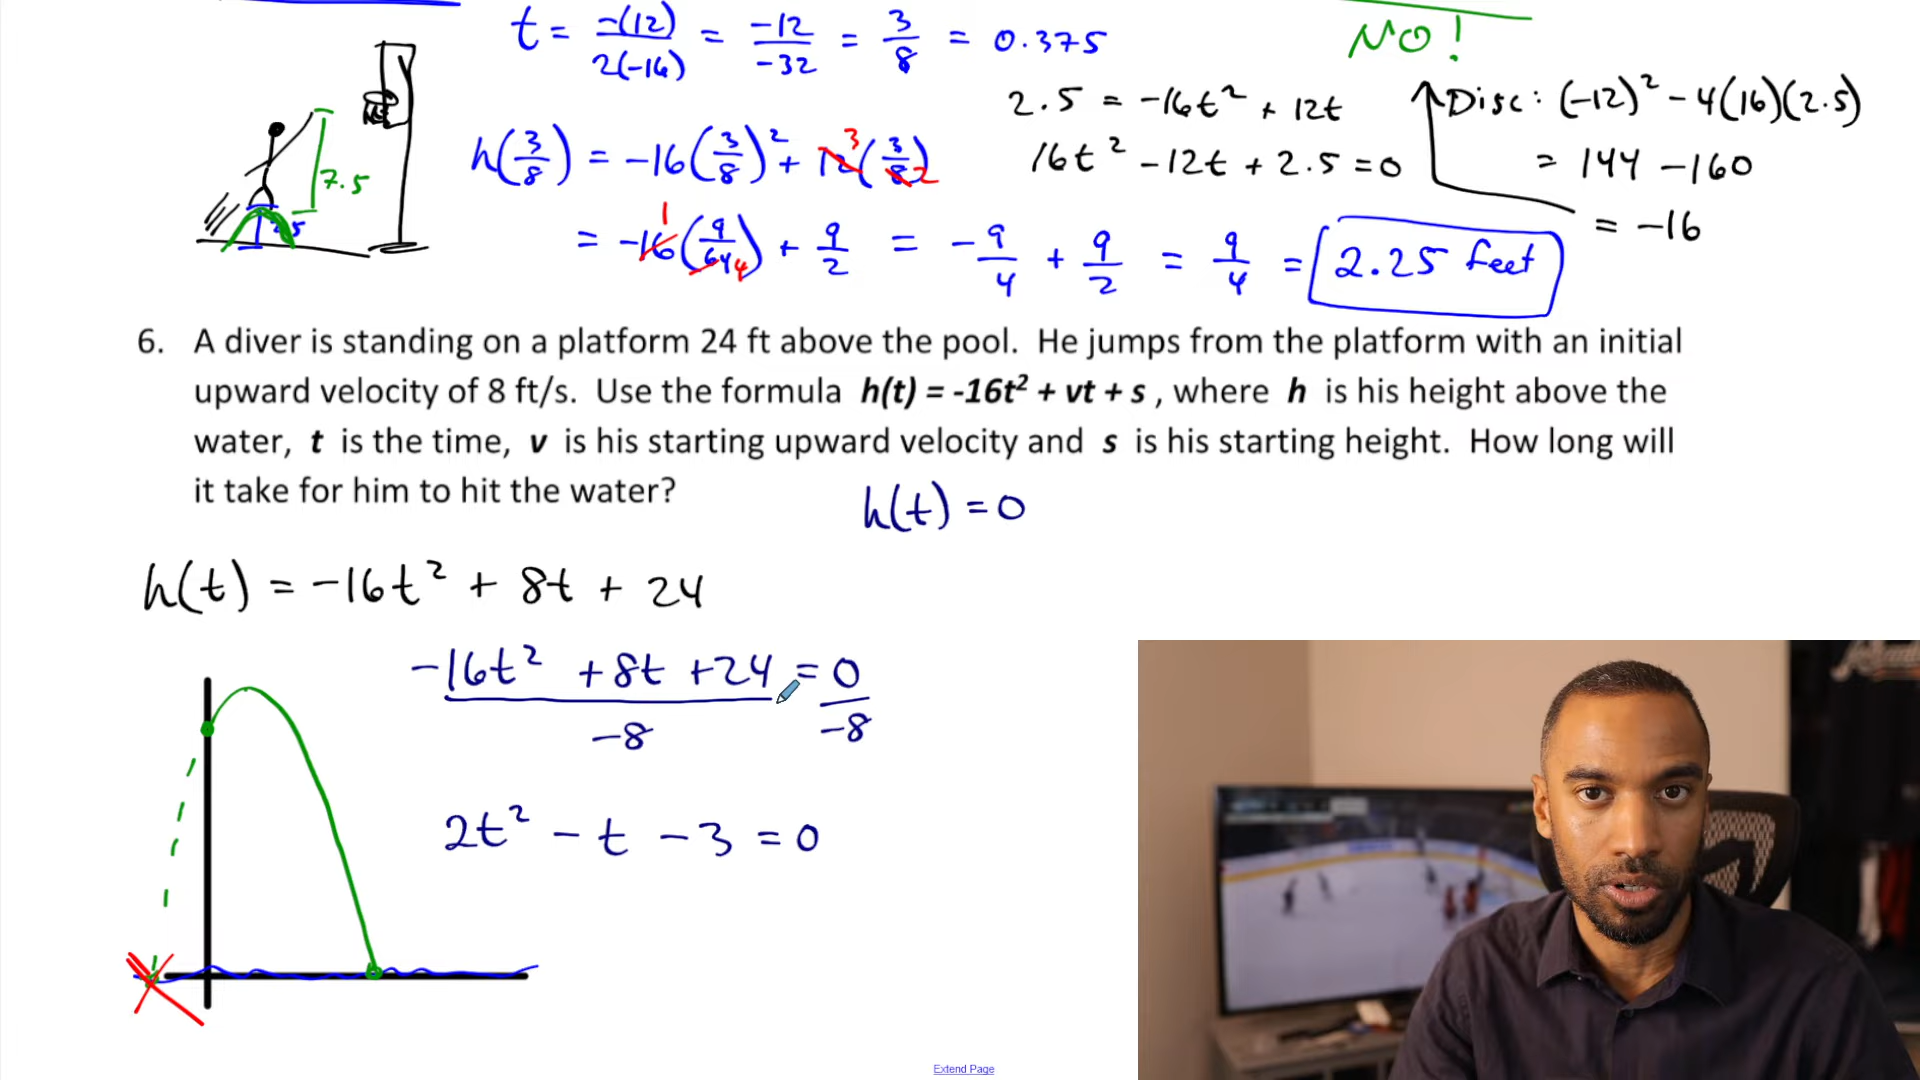 t = -(12)/2(-16) = -12/-32 = 3/8 = 0.375
NO!
2.5 = -16t² + 12t
Disc: (-12)² - 4(16)(2.5)
h(3/8) = -16(3/8)² + 12 3 (3/8 2)
16t² - 12t + 2.5 = 0
= 144 - 160
7.5
= -16 1 (9/64 4) + 9/2 = -9/4 + 9/2 = 9/4 = 2.25 feet
= -16
6. A diver is standing on a platform 24 ft above the pool. He jumps from the platform with an initial
upward velocity of 8 ft/s. Use the formula h(t) = -16t² + vt + s , where h is his height above the
water, t is the time, v is his starting upward velocity and s is his starting height. How long will
it take for him to hit the water?
h(t) = 0
h(t) = -16t² + 8t + 24
-16t² + 8t + 24 = 0
-8 -8
2t² - t - 3 = 0
Extend Page